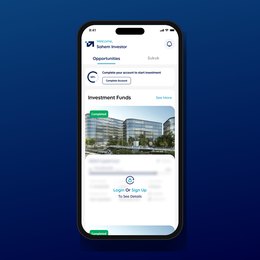 9:41
Welcome,
Sahem Investor
Opportunities
Sukuk
Complete your account to start investment
Complete Account
Investment Funds
See More
Completed
Login Or Sign Up
To See Details
Completed